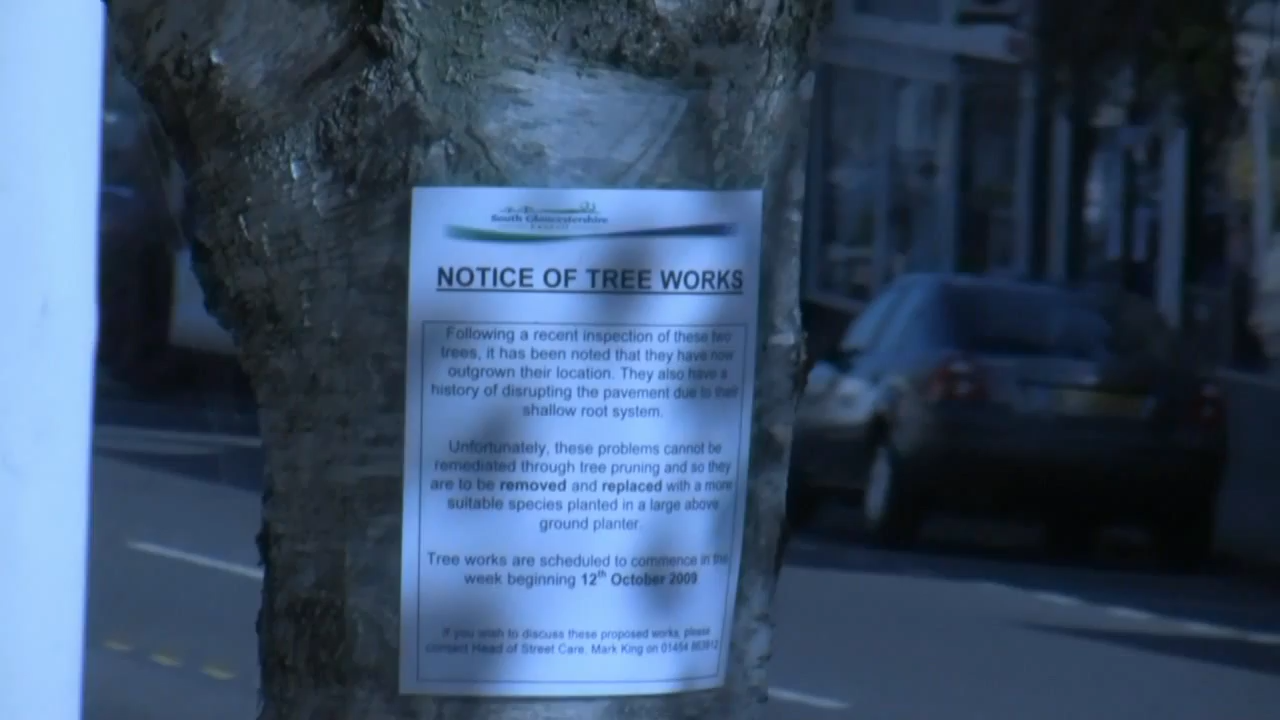 South Gloucestershire
NOTICE OF TREE WORKS
Following a recent inspection of these two
trees, it has been noted that they have now
outgrown their location. They also have a
history of disrupting the pavement due to their
shallow root system.
Unfortunately, these problems cannot be
remediated through tree pruning and so they
are to be removed and replaced with a more
suitable species planted in a large above
ground planter.
Tree works are scheduled to commence in the
week beginning 12th October 2009
If you wish to discuss these proposed works, please
contact Head of Street Care, Mark King on 01454